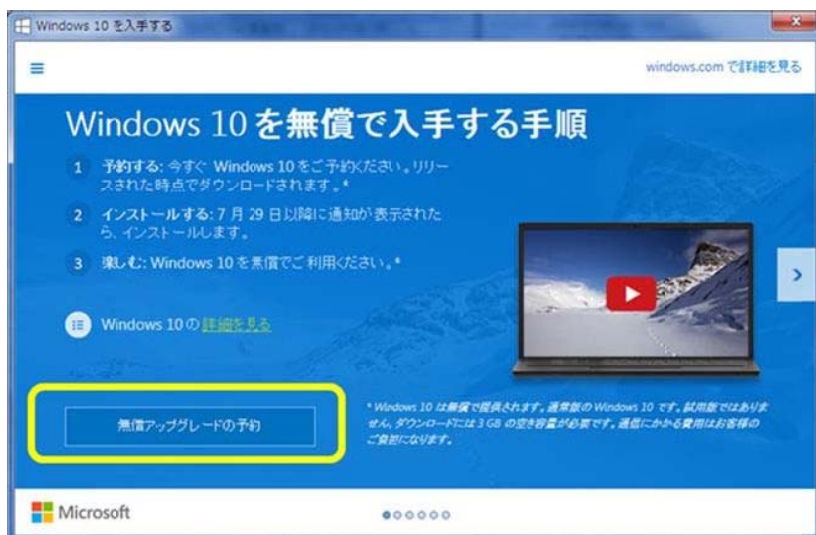 Windows 10 を入手する
windows.com で詳細を見る
Windows 10 を無償で入手する手順
1 予約する: 今すぐ Windows 10 をご予約ください。リリー
スされた時点でダウンロードされます。*
2 インストールする: 7 月 29 日以降に通知が表示された
ら、インストールします。
3 楽しむ: Windows 10 を無償でご利用ください。*
Windows 10 の 詳細を見る
無償アップグレードの予約
* Windows 10 は無償で提供されます。通常版の Windows 10 です。試用版ではありま
せん。ダウンロードには 3 GB の空き容量が必要です。通信にかかる費用はお客様の
ご負担になります。
Microsoft